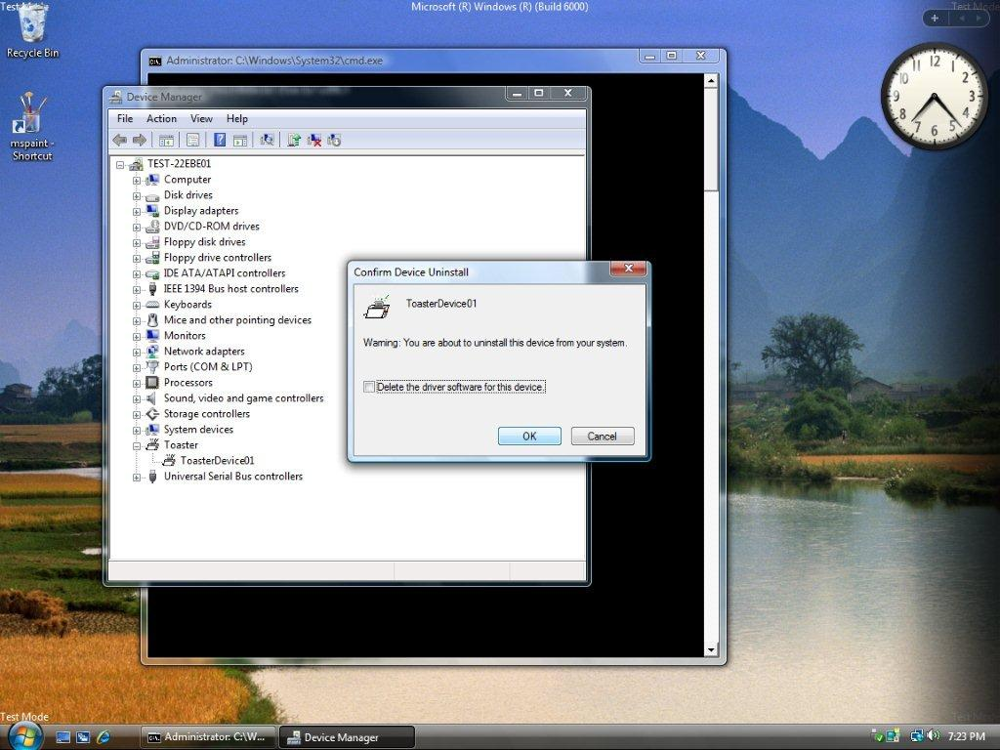 Test Mode
Microsoft (R) Windows (R) (Build 6000)
Test Mode
Recycle Bin
mspaint -
Shortcut
Administrator: C:\Windows\System32\cmd.exe
Device Manager
File Action View Help
TEST-22EBE01
Computer
Disk drives
Display adapters
DVD/CD-ROM drives
Floppy disk drives
Floppy drive controllers
IDE ATA/ATAPI controllers
IEEE 1394 Bus host controllers
Keyboards
Mice and other pointing devices
Monitors
Network adapters
Ports (COM & LPT)
Processors
Sound, video and game controllers
Storage controllers
System devices
Toaster
ToasterDevice01
Universal Serial Bus controllers
Confirm Device Uninstall
ToasterDevice01
Warning: You are about to uninstall this device from your system.
Delete the driver software for this device.
OK Cancel
12
1
2
3
4
5
6
7
8
9
10
11
Test Mode
Test Mode
Administrator: C:\W...
Device Manager
7:23 PM